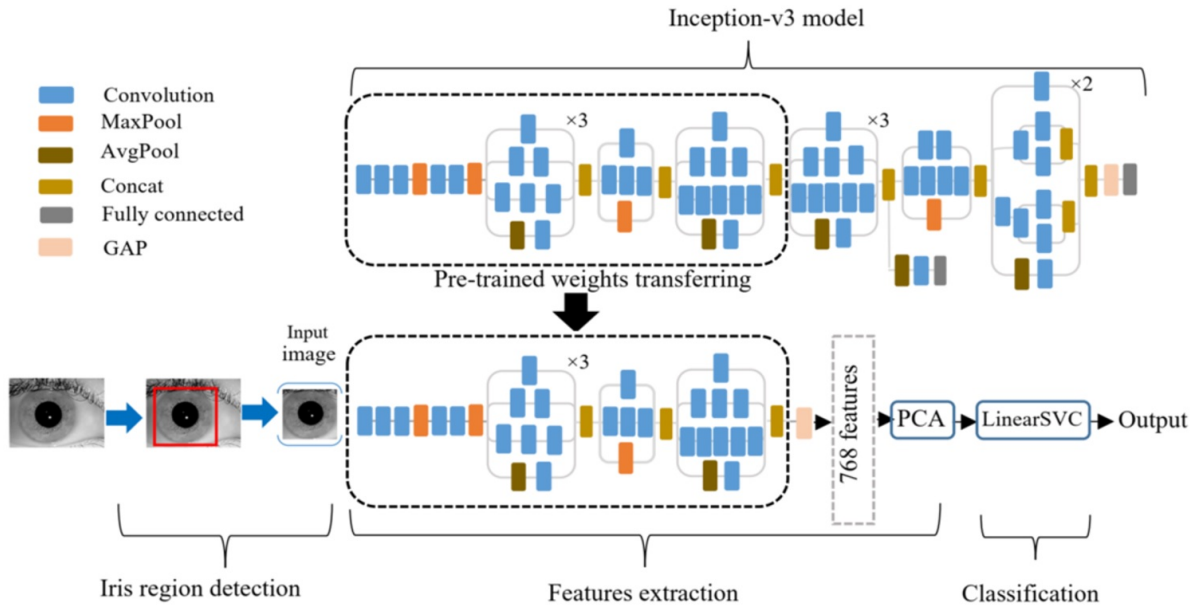 Inception-v3 model
Convolution
MaxPool
AvgPool
Concat
Fully connected
GAP
×3
×3
×2
Pre-trained weights transferring
Input
image
×3
768 features
PCA
LinearSVC
Output
Iris region detection
Features extraction
Classification